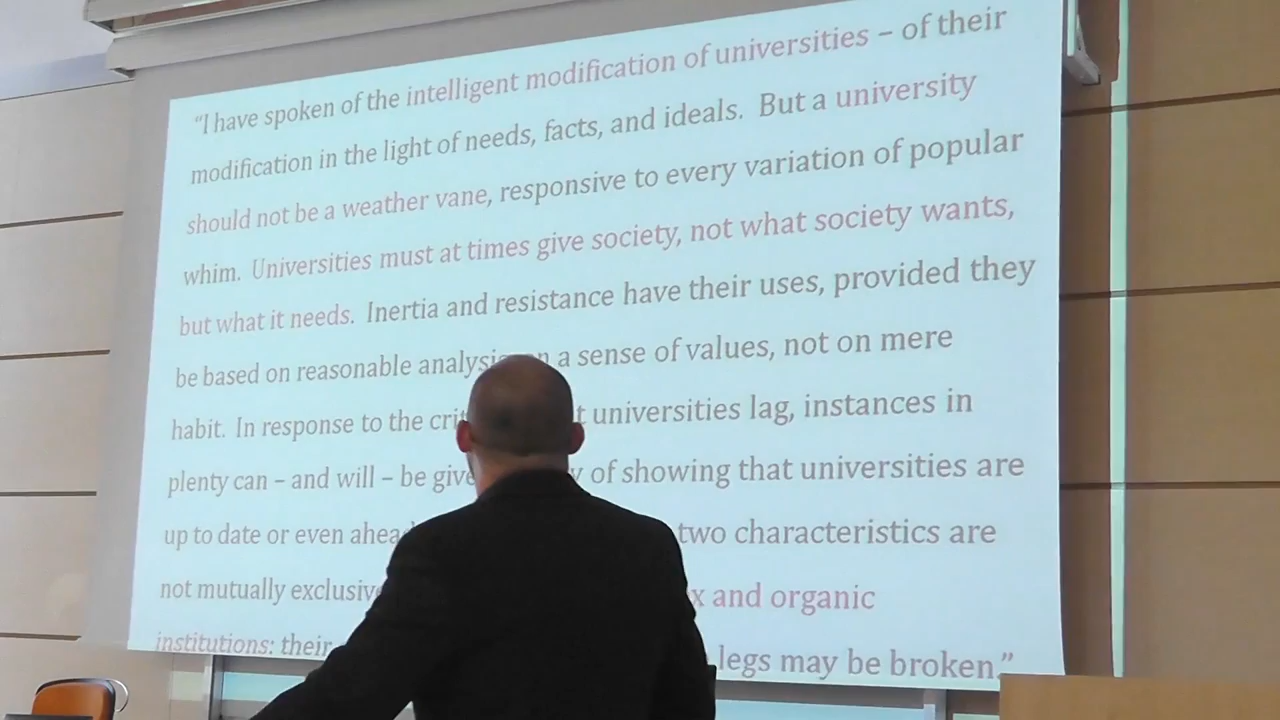 “I have spoken of the intelligent modification of universities – of their
modification in the light of needs, facts, and ideals. But a university
should not be a weather vane, responsive to every variation of popular
whim. Universities must at times give society, not what society wants,
but what it needs. Inertia and resistance have their uses, provided they
be based on reasonable analysis a sense of values, not on mere
habit. In response to the universities lag, instances in
plenty can – and will – be of showing that universities are
up to date or even two characteristics are
not mutually and organic
institutions: their legs may be broken.”